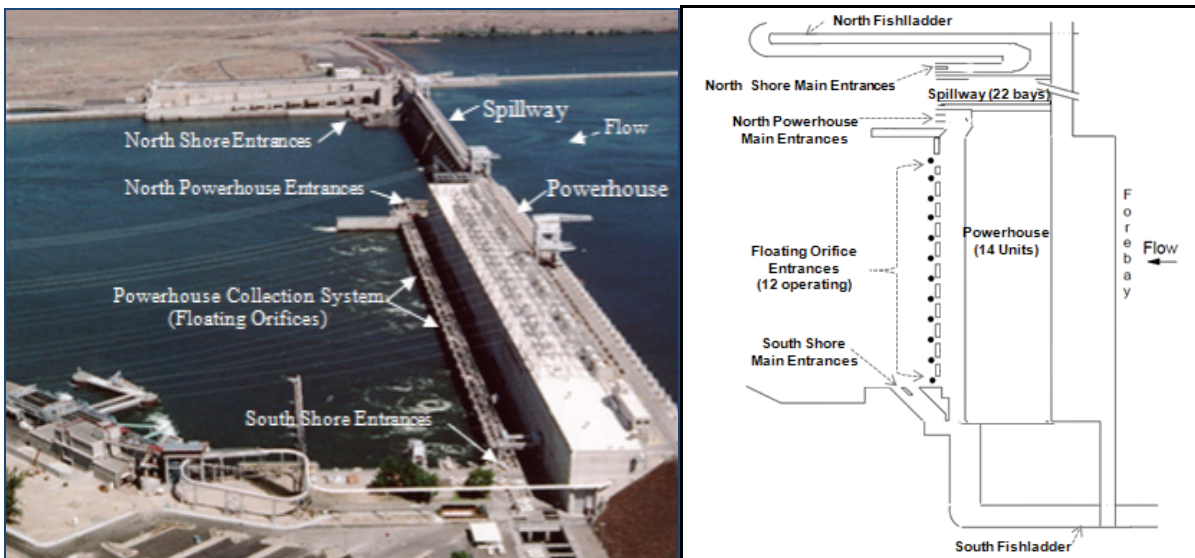 Spillway
North Shore Entrances
Flow
North Powerhouse Entrances
Powerhouse
Powerhouse Collection System
(Floating Orifices)
South Shore Entrances
North Fishlladder
North Shore Main Entrances
Spillway (22 bays)
North Powerhouse
Main Entrances
Floating Orifice
Entrances
(12 operating)
Powerhouse
(14 Units)
Forebay
Flow
South Shore
Main Entrances
South Fishladder